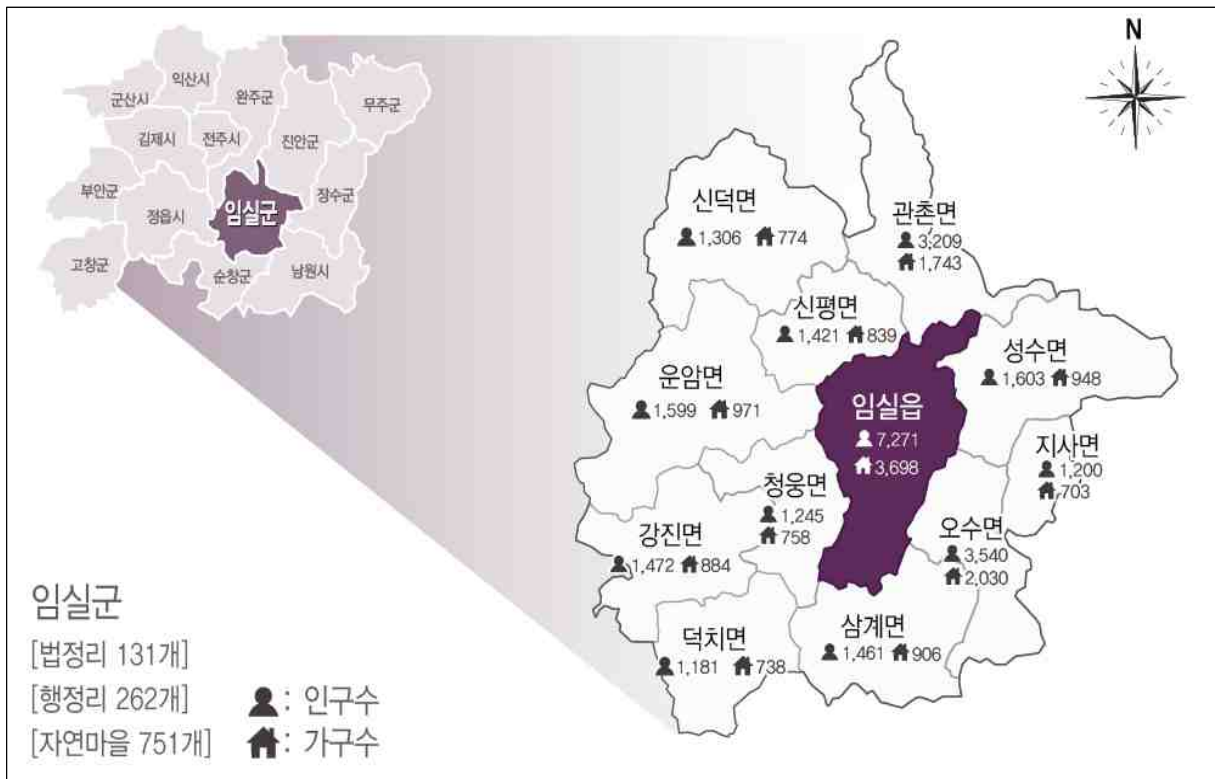 N
익산시
군산시
완주군
무주군
김제시
전주시
진안군
부안군
정읍시
임실군
장수군
고창군
순창군
남원시
신덕면
1,306 774
관촌면
3,209
1,743
신평면
1,421 839
성수면
1,603 948
운암면
1,599 971
임실읍
7,271
3,698
지사면
1,200
703
청웅면
1,245
758
오수면
3,540
2,030
강진면
1,472 884
덕치면
1,181 738
삼계면
1,461 906
임실군
[법정리 131개]
[행정리 262개]
[자연마을 751개]
: 인구수
: 가구수